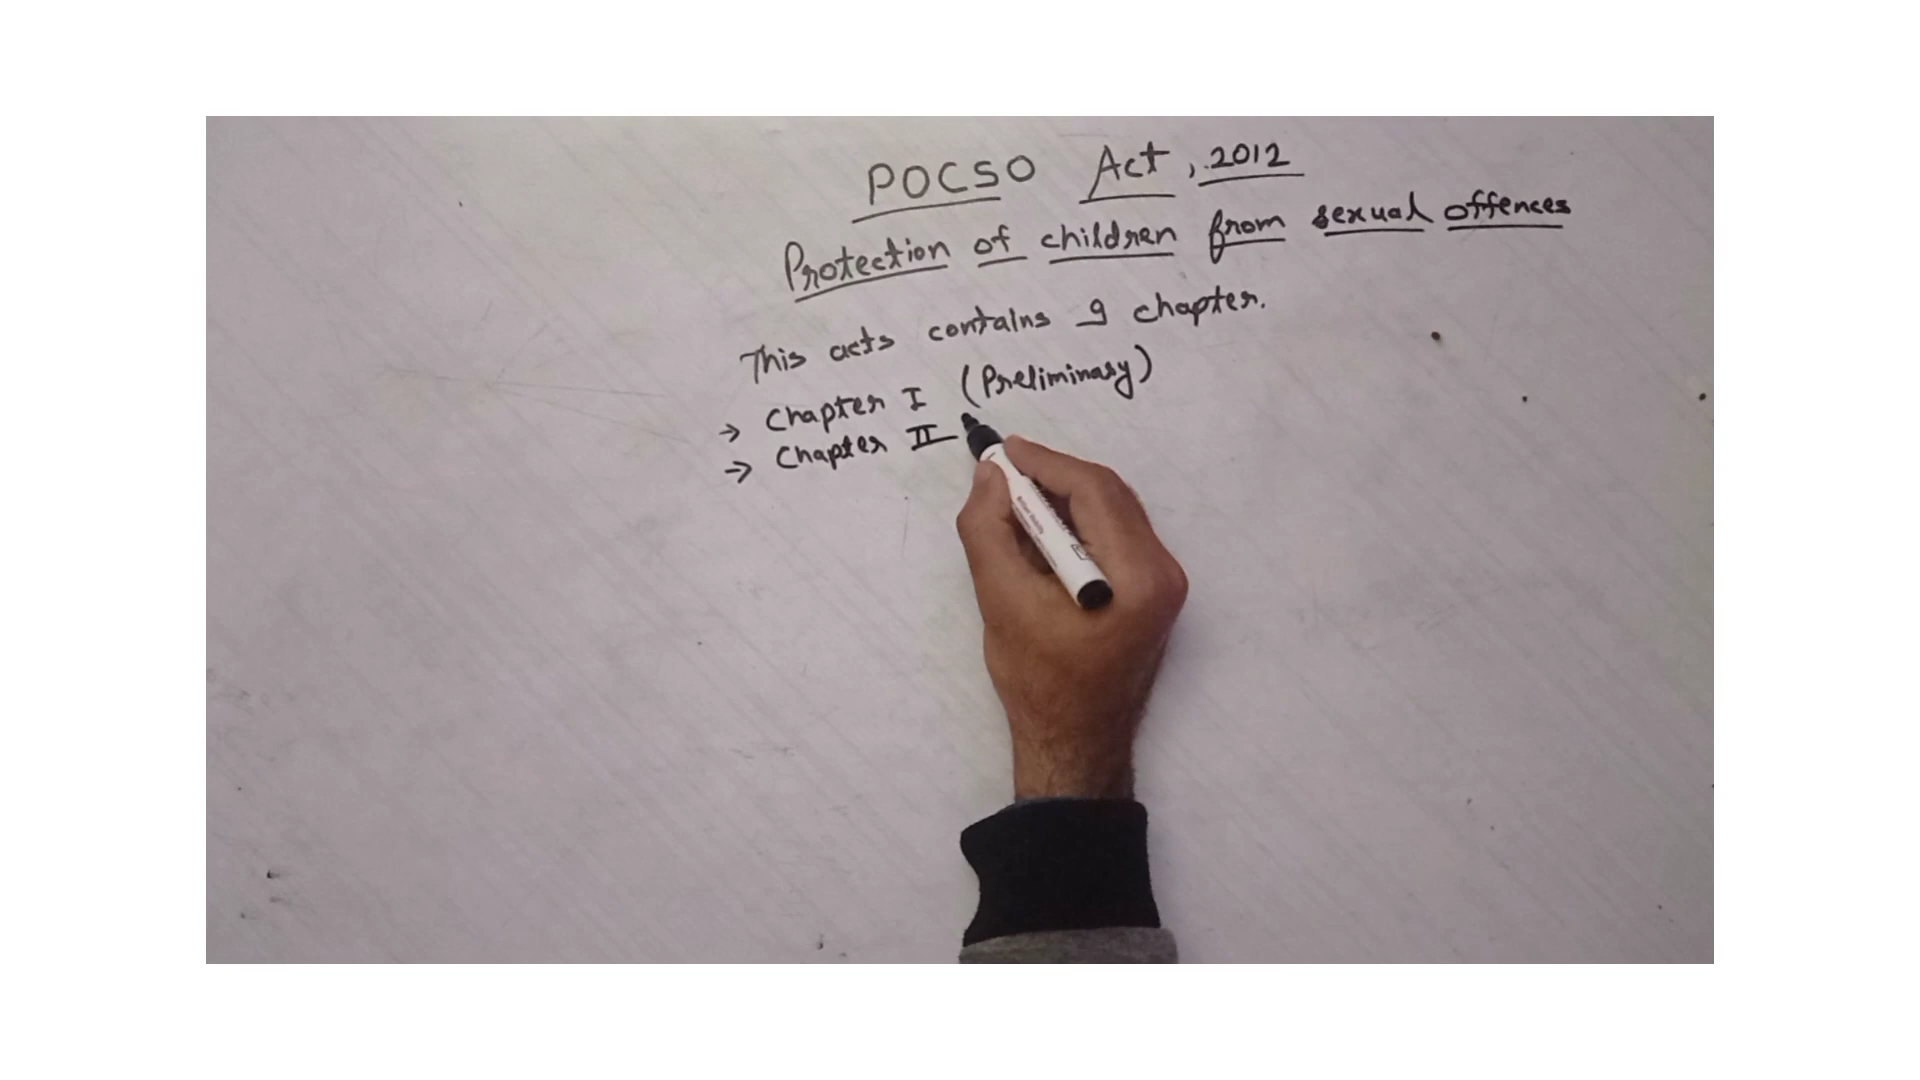 POCSO Act, 2012
Protection of children from sexual offences
This acts contains 9 chapter.
→ Chapter I (Preliminary)
→ Chapter II